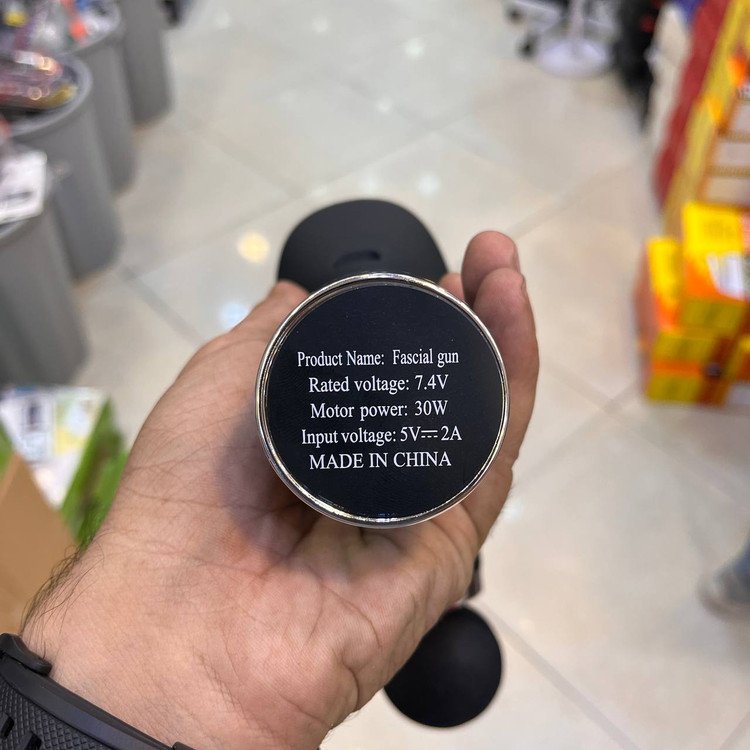 Product Name: Fascial gun
Rated voltage: 7.4V
Motor power: 30W
Input voltage: 5V⎓2A
MADE IN CHINA